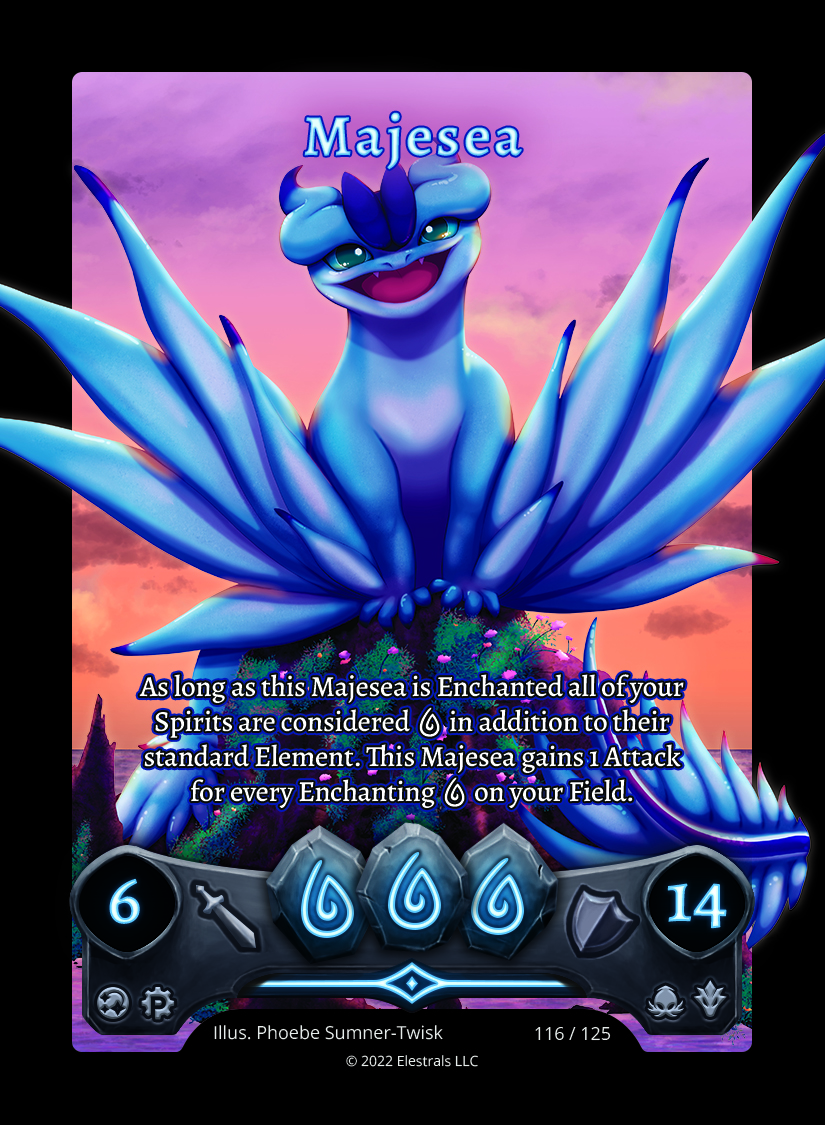 Majesea
As long as this Majesea is Enchanted all of your
Spirits are considered in addition to their
standard Element. This Majesea gains 1 Attack
for every Enchanting on your Field.
6
14
P
Illus. Phoebe Sumner-Twisk 116 / 125
© 2022 Elestrals LLC